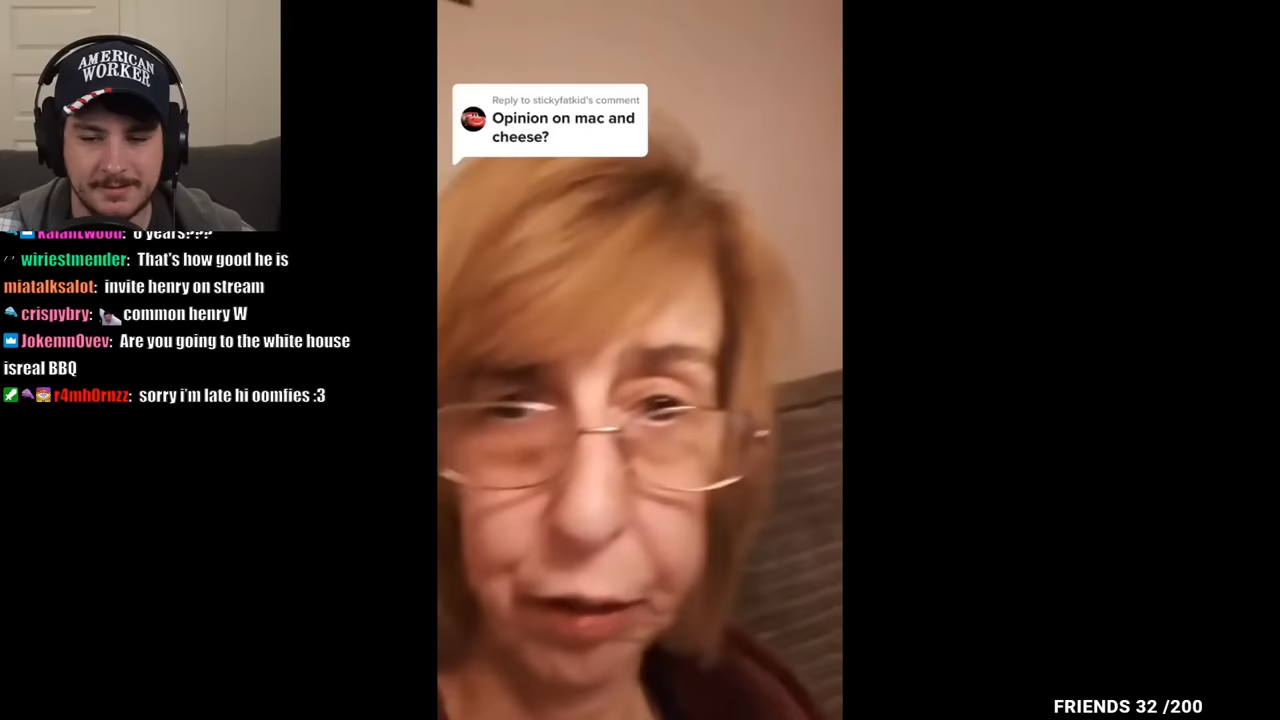 AMERICAN
WORKER
Reply to stickyfatkid's comment
Opinion on mac and
cheese?
wiriestmender: That's how good he is
miatalksalot: invite henry on stream
crispybry: common henry W
Jokemn0vev: Are you going to the white house
isreal BBQ
r4mh0rnzz: sorry i'm late hi oomfies :3
FRIENDS 32 /200